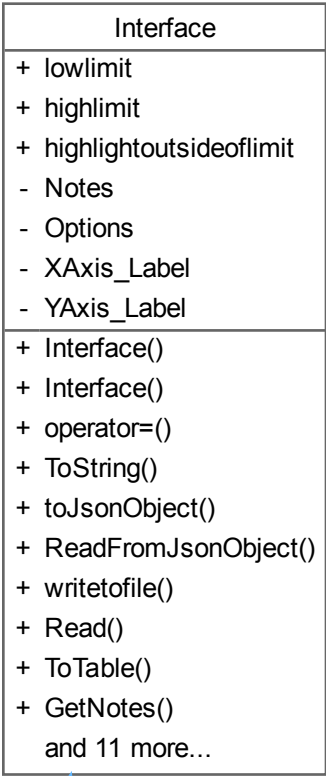 Interface
+ lowlimit
+ highlimit
+ highlightoutsideoflimit
- Notes
- Options
- XAxis_Label
- YAxis_Label
+ Interface()
+ Interface()
+ operator=()
+ ToString()
+ toJsonObject()
+ ReadFromJsonObject()
+ writetofile()
+ Read()
+ ToTable()
+ GetNotes()
and 11 more...